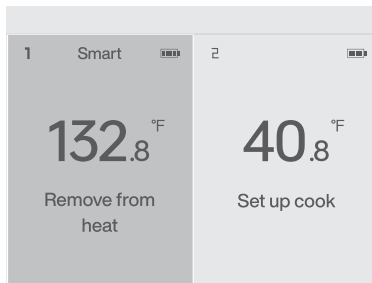 1 Smart
132.8°F
Remove from
heat
2
40.8°F
Set up cook